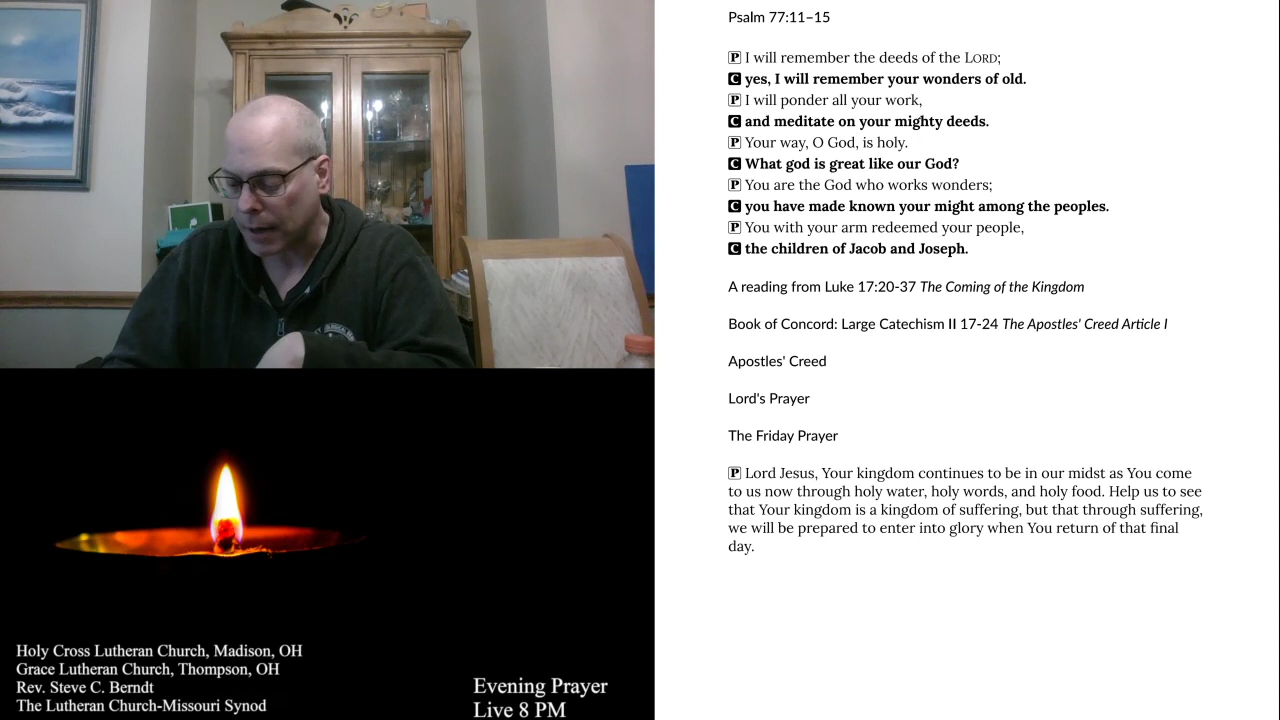 Psalm 77:11–15
🄿 I will remember the deeds of the LORD;
🅲 yes, I will remember your wonders of old.
🄿 I will ponder all your work,
🅲 and meditate on your mighty deeds.
🄿 Your way, O God, is holy.
🅲 What god is great like our God?
🄿 You are the God who works wonders;
🅲 you have made known your might among the peoples.
🄿 You with your arm redeemed your people,
🅲 the children of Jacob and Joseph.
A reading from Luke 17:20-37 The Coming of the Kingdom
Book of Concord: Large Catechism II 17-24 The Apostles' Creed Article I
Apostles' Creed
Lord's Prayer
The Friday Prayer
🄿 Lord Jesus, Your kingdom continues to be in our midst as You come
to us now through holy water, holy words, and holy food. Help us to see
that Your kingdom is a kingdom of suffering, but that through suffering,
we will be prepared to enter into glory when You return of that final
day.
Holy Cross Lutheran Church, Madison, OH
Grace Lutheran Church, Thompson, OH
Rev. Steve C. Berndt
The Lutheran Church-Missouri Synod
Evening Prayer
Live 8 PM